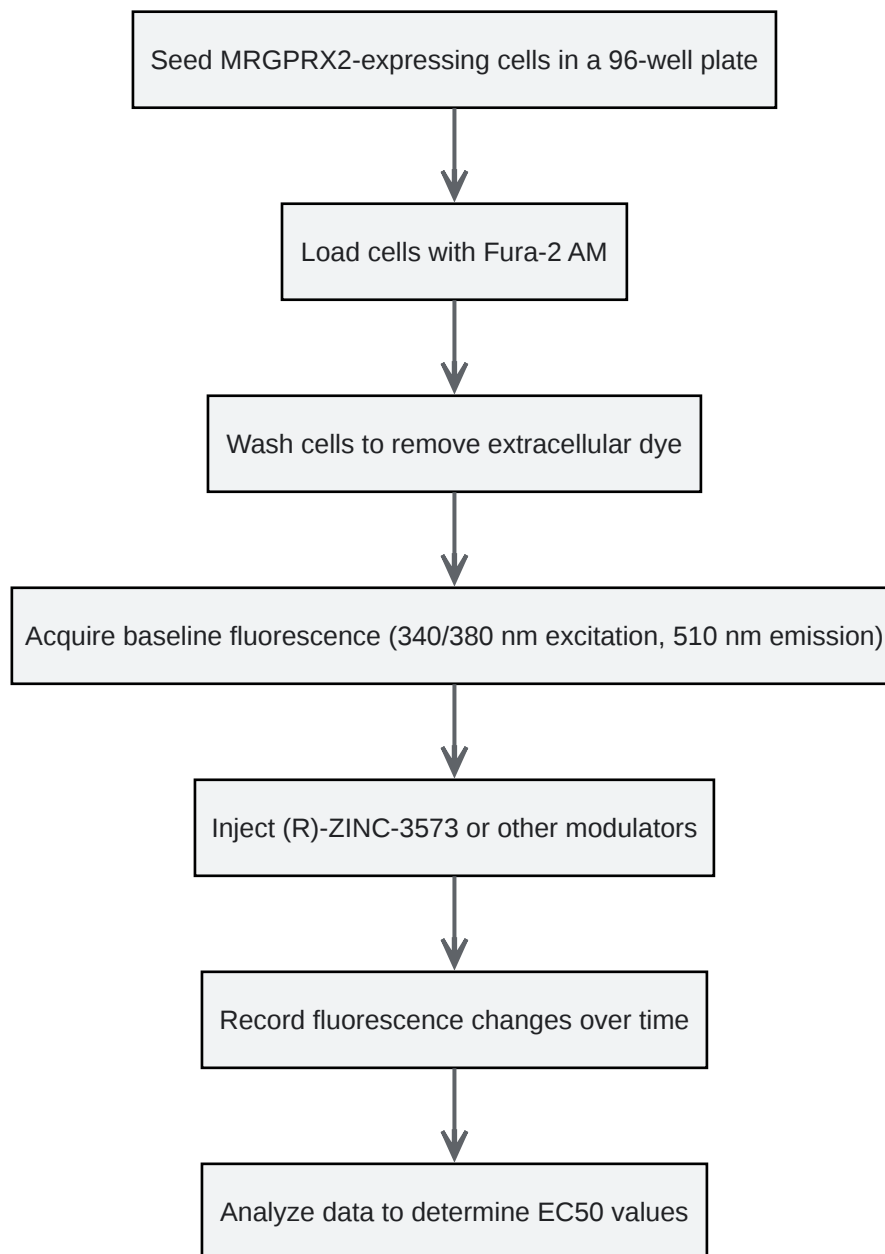 Seed MRGPRX2-expressing cells in a 96-well plate
Load cells with Fura-2 AM
Wash cells to remove extracellular dye
Acquire baseline fluorescence (340/380 nm excitation, 510 nm emission)
Inject (R)-ZINC-3573 or other modulators
Record fluorescence changes over time
Analyze data to determine EC50 values